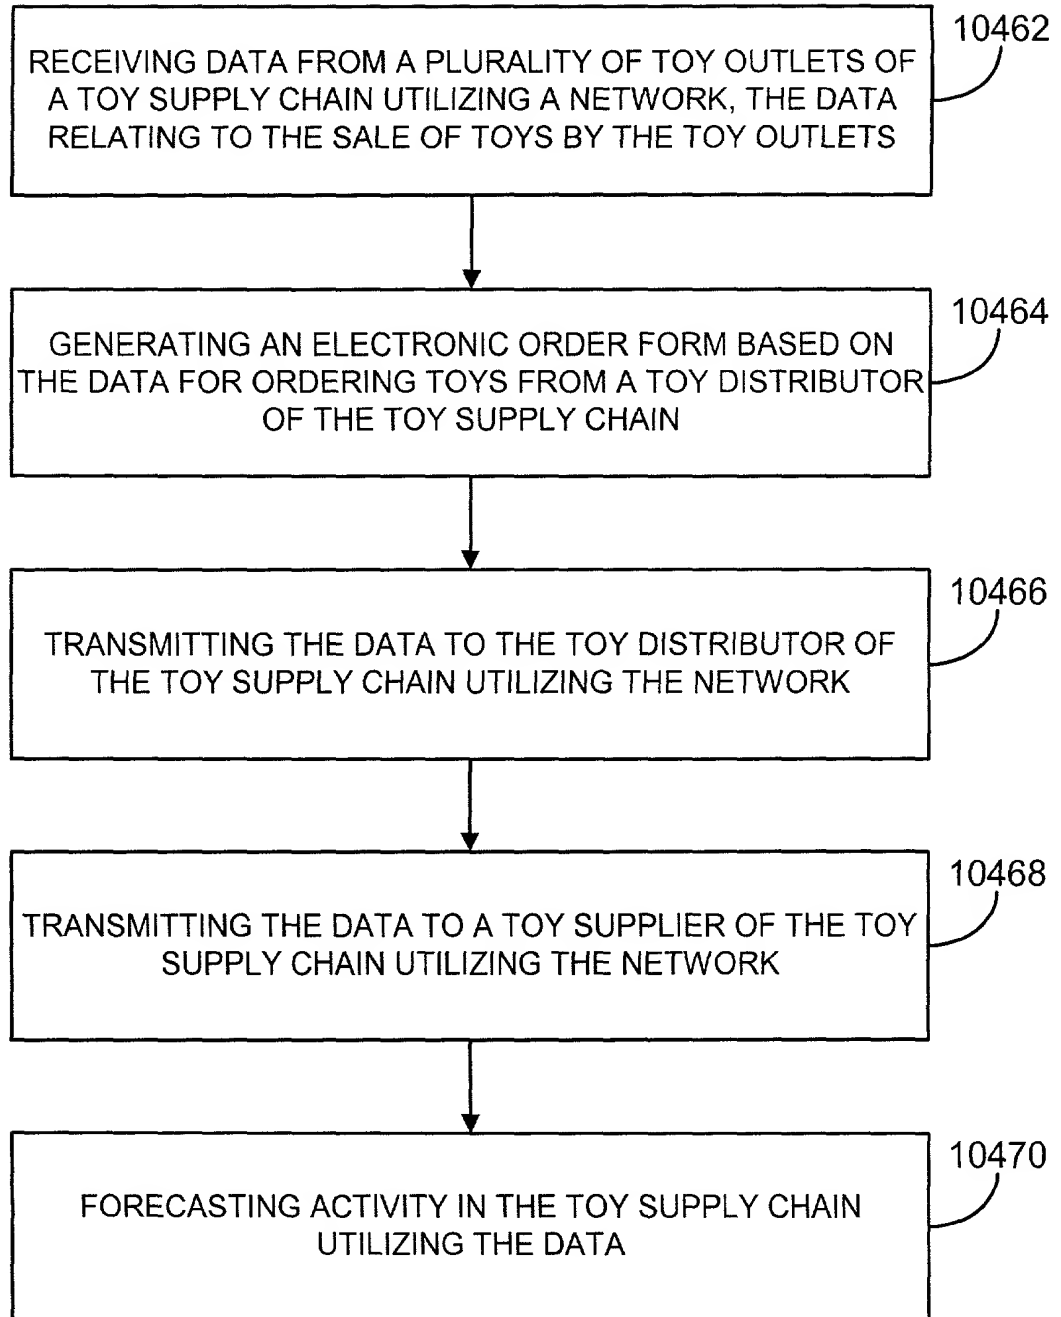 10462
RECEIVING DATA FROM A PLURALITY OF TOY OUTLETS OF
A TOY SUPPLY CHAIN UTILIZING A NETWORK, THE DATA
RELATING TO THE SALE OF TOYS BY THE TOY OUTLETS
10464
GENERATING AN ELECTRONIC ORDER FORM BASED ON
THE DATA FOR ORDERING TOYS FROM A TOY DISTRIBUTOR
OF THE TOY SUPPLY CHAIN
10466
TRANSMITTING THE DATA TO THE TOY DISTRIBUTOR OF
THE TOY SUPPLY CHAIN UTILIZING THE NETWORK
10468
TRANSMITTING THE DATA TO A TOY SUPPLIER OF THE TOY
SUPPLY CHAIN UTILIZING THE NETWORK
10470
FORECASTING ACTIVITY IN THE TOY SUPPLY CHAIN
UTILIZING THE DATA